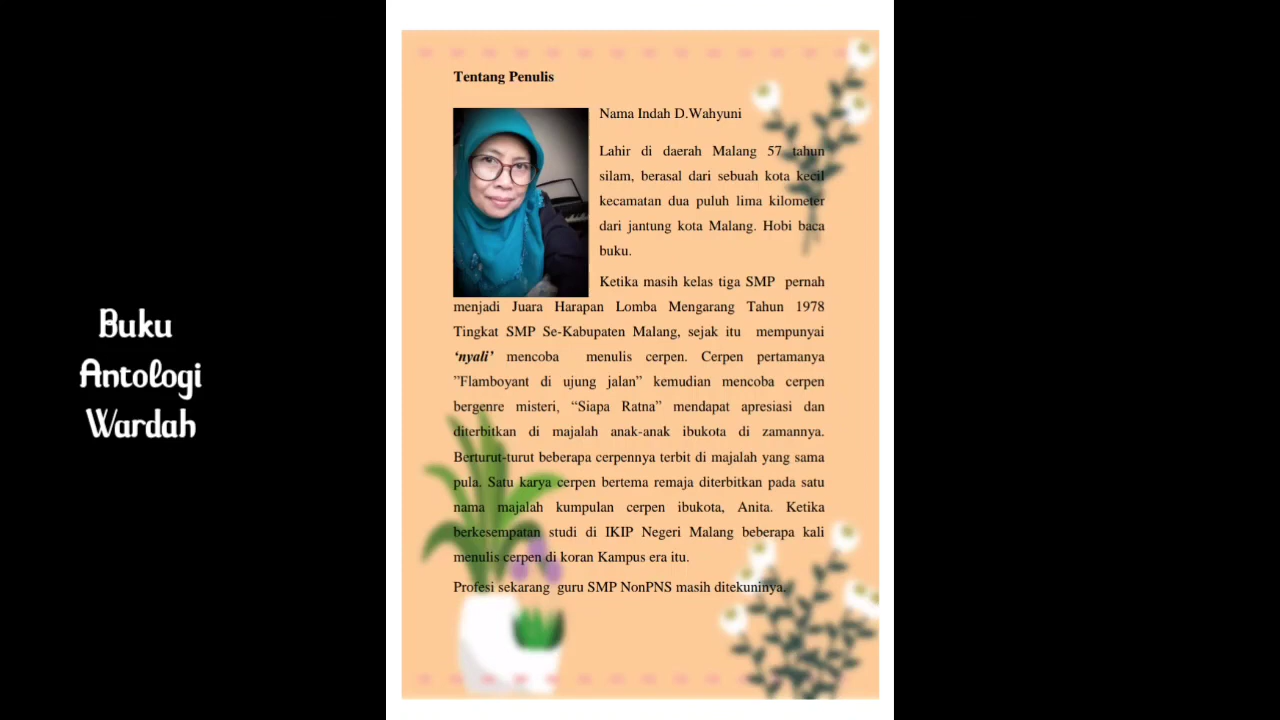 Buku
Antologi
Wardah
Tentang Penulis
Nama Indah D.Wahyuni
Lahir di daerah Malang 57 tahun
silam, berasal dari sebuah kota kecil
kecamatan dua puluh lima kilometer
dari jantung kota Malang. Hobi baca
buku.
Ketika masih kelas tiga SMP pernah
menjadi Juara Harapan Lomba Mengarang Tahun 1978
Tingkat SMP Se-Kabupaten Malang, sejak itu mempunyai
‘nyali’ mencoba menulis cerpen. Cerpen pertamanya
”Flamboyant di ujung jalan” kemudian mencoba cerpen
bergenre misteri, “Siapa Ratna” mendapat apresiasi dan
diterbitkan di majalah anak-anak ibukota di zamannya.
Berturut-turut beberapa cerpennya terbit di majalah yang sama
pula. Satu karya cerpen bertema remaja diterbitkan pada satu
nama majalah kumpulan cerpen ibukota, Anita. Ketika
berkesempatan studi di IKIP Negeri Malang beberapa kali
menulis cerpen di koran Kampus era itu.
Profesi sekarang guru SMP NonPNS masih ditekuninya.